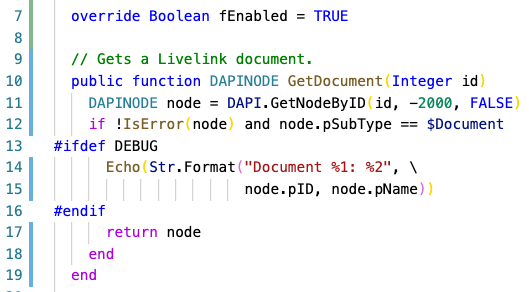 7 override Boolean fEnabled = TRUE
8
9 // Gets a Livelink document.
10 public function DAPINODE GetDocument(Integer id)
11 DAPINODE node = DAPI.GetNodeByID(id, -2000, FALSE)
12 if !IsError(node) and node.pSubType == $Document
13 #ifdef DEBUG
14 Echo(Str.Format("Document %1: %2", \
15 node.pID, node.pName))
16 #endif
17 return node
18 end
19 end